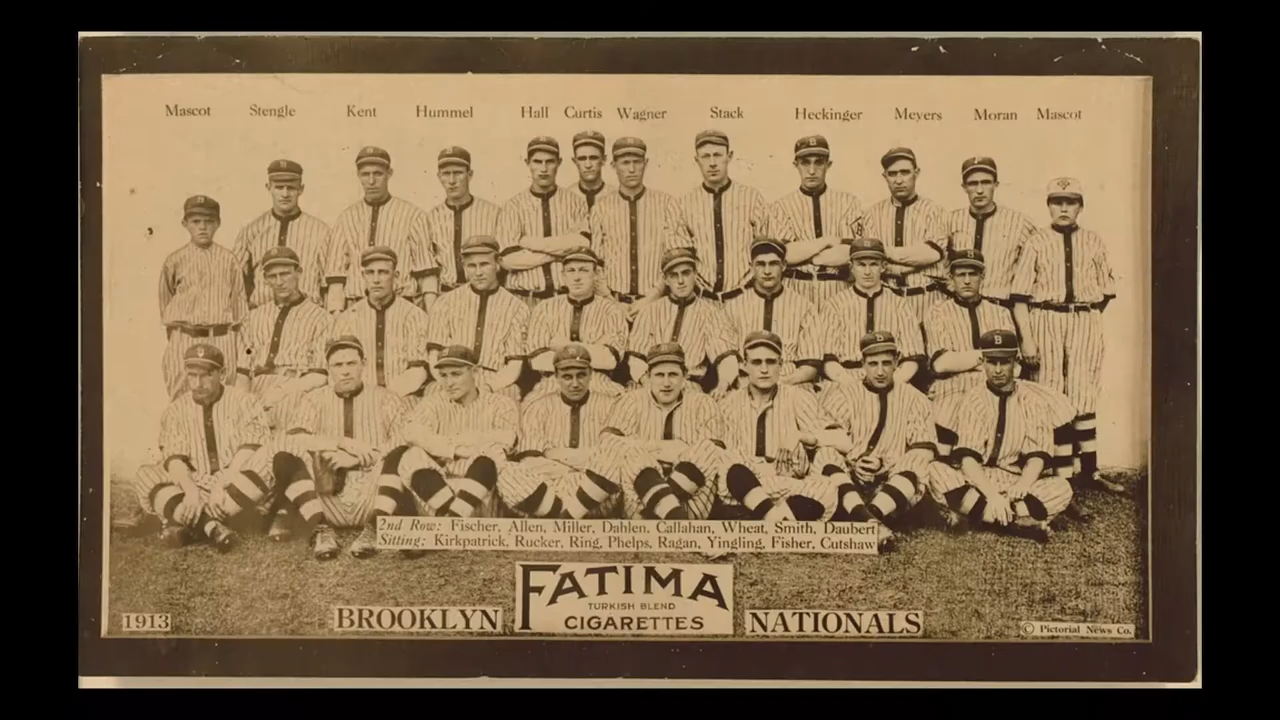 Mascot Stengle Kent Hummel Hall Curtis Wagner Stack Heckinger Meyers Moran Mascot
2nd Row: Fischer, Allen, Miller, Dahlen, Callahan, Wheat, Smith, Daubert
Sitting; Kirkpatrick, Rucker, Ring, Phelps, Ragan, Yingling, Fisher, Cutshaw
FATIMA
TURKISH BLEND
CIGARETTES
1913
BROOKLYN
NATIONALS
© Pictorial News Co.